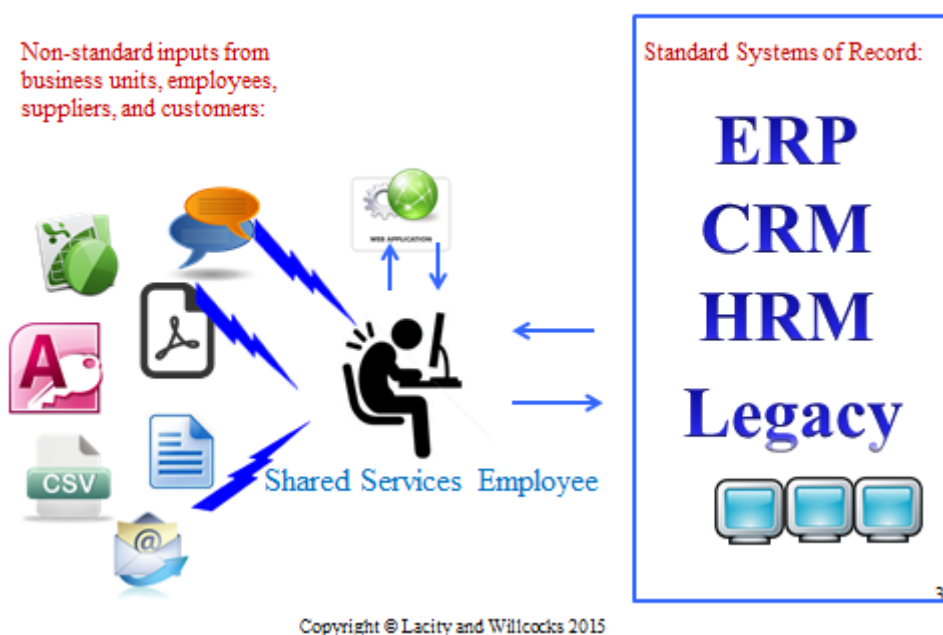 Non-standard inputs from
business units, employees,
suppliers, and customers:
Standard Systems of Record:
ERP
CRM
HRM
Legacy
WEB APPLICATION
A
CSV
@
Shared Services Employee
3
Copyright © Lacity and Willcocks 2015